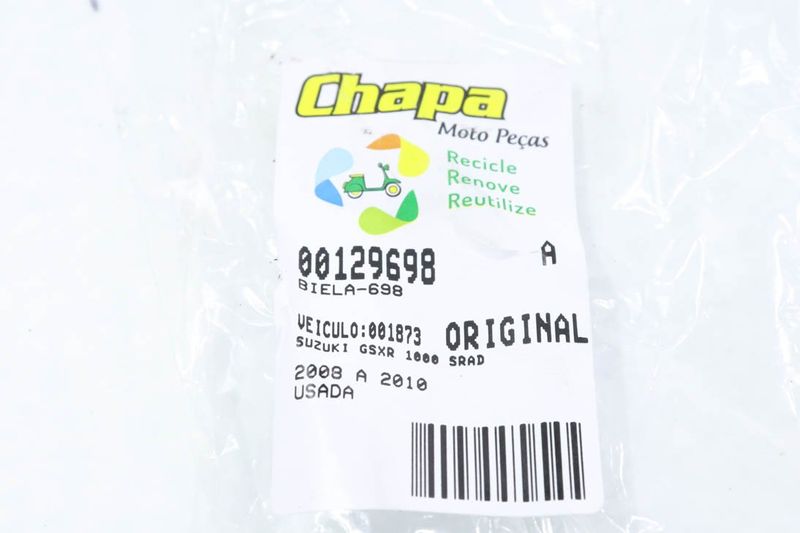 Chapa
Moto Peças
Recicle
Renove
Reutilize
00129698 A
BIELA-698
VEICULO:001873 ORIGINAL
SUZUKI GSXR 1000 SRAD
2008 A 2010
USADA